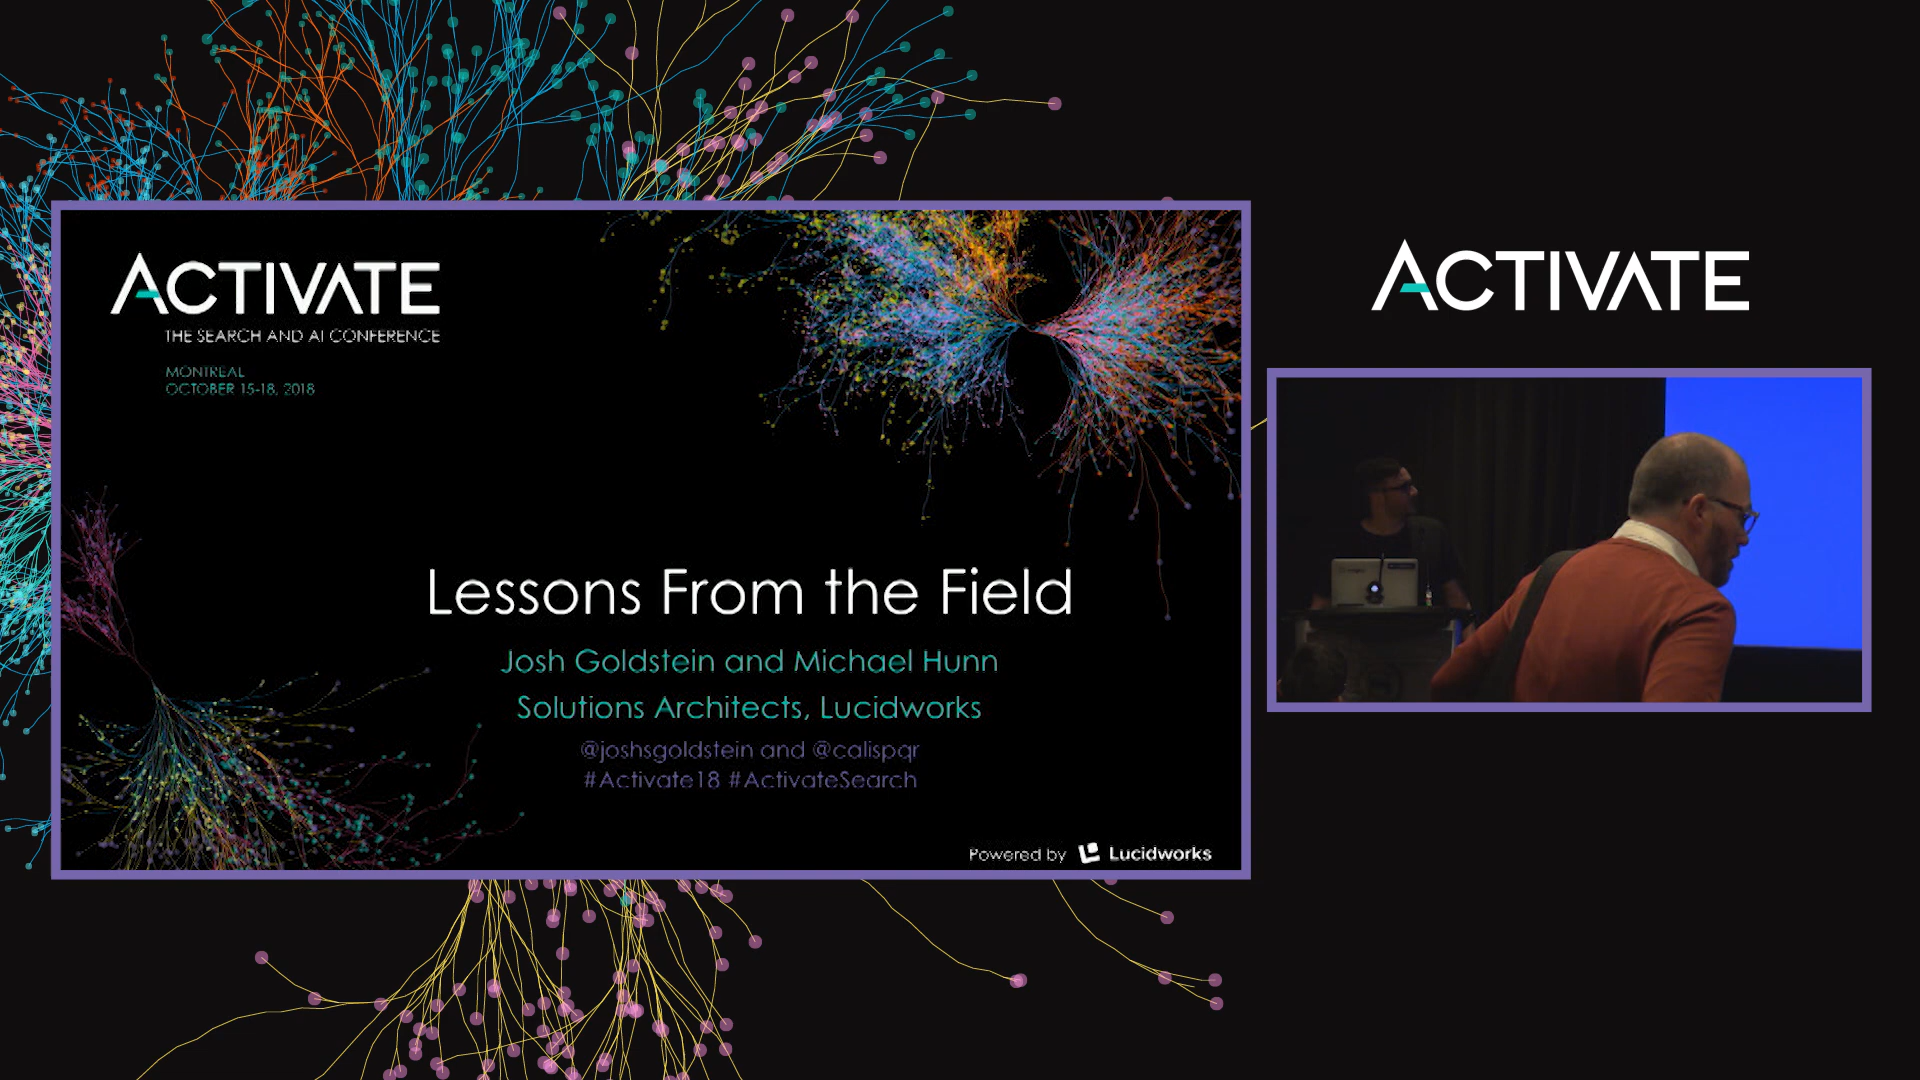 ACTIVATE
THE SEARCH AND AI CONFERENCE
MONTREAL
OCTOBER 15-18, 2018
Lessons From the Field
Josh Goldstein and Michael Hunn
Solutions Architects, Lucidworks
@joshsgoldstein and @calispqr
#Activate18 #ActivateSearch
Powered by Lucidworks
ACTIVATE